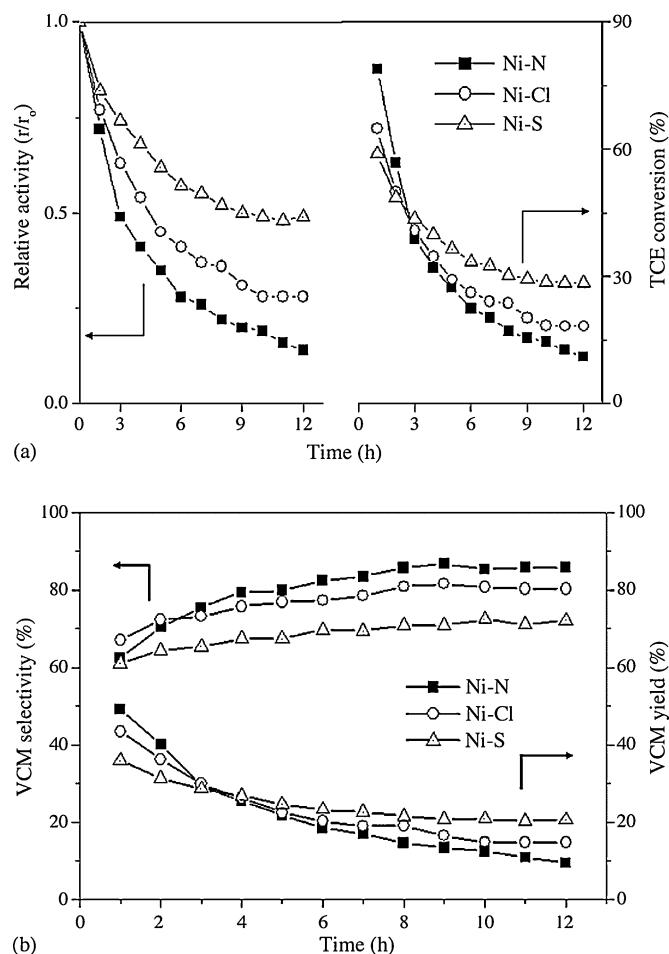 1.0
0.5
0.0
Relative activity (r/r₀)
0 3 6 9 12
0 3 6 9 12
Time (h)
Ni-N
Ni-Cl
Ni-S
90
60
30
0
TCE conversion (%)
(a)
100
80
60
40
20
0
VCM selectivity (%)
Ni-N
Ni-Cl
Ni-S
100
80
60
40
20
0
VCM yield (%)
0 2 4 6 8 10 12
Time (h)
(b)